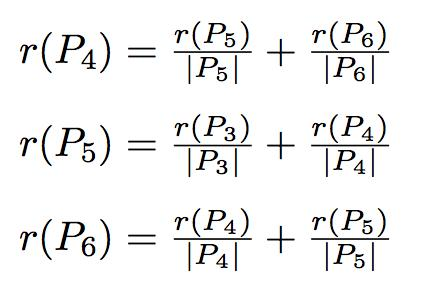 r(P₄) = r(P₅)/|P₅| + r(P₆)/|P₆|
r(P₅) = r(P₃)/|P₃| + r(P₄)/|P₄|
r(P₆) = r(P₄)/|P₄| + r(P₅)/|P₅|